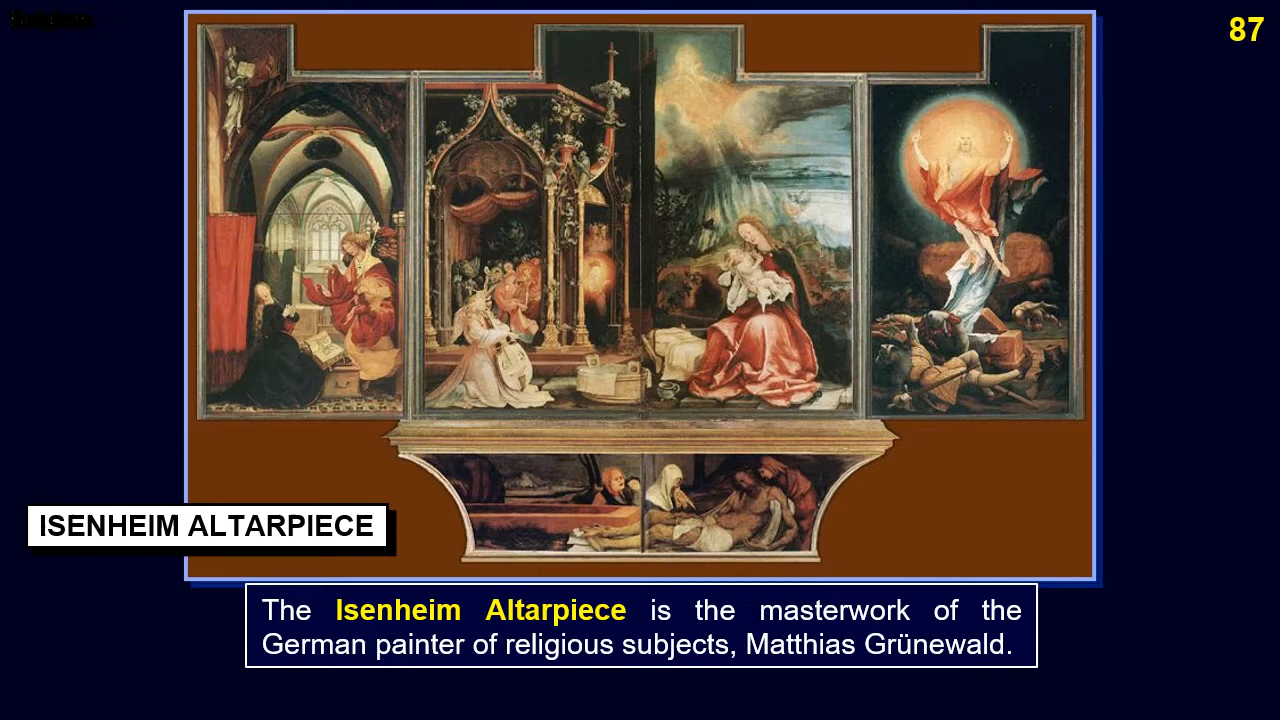 87
ISENHEIM ALTARPIECE
The Isenheim Altarpiece is the masterwork of the
German painter of religious subjects, Matthias Grünewald.